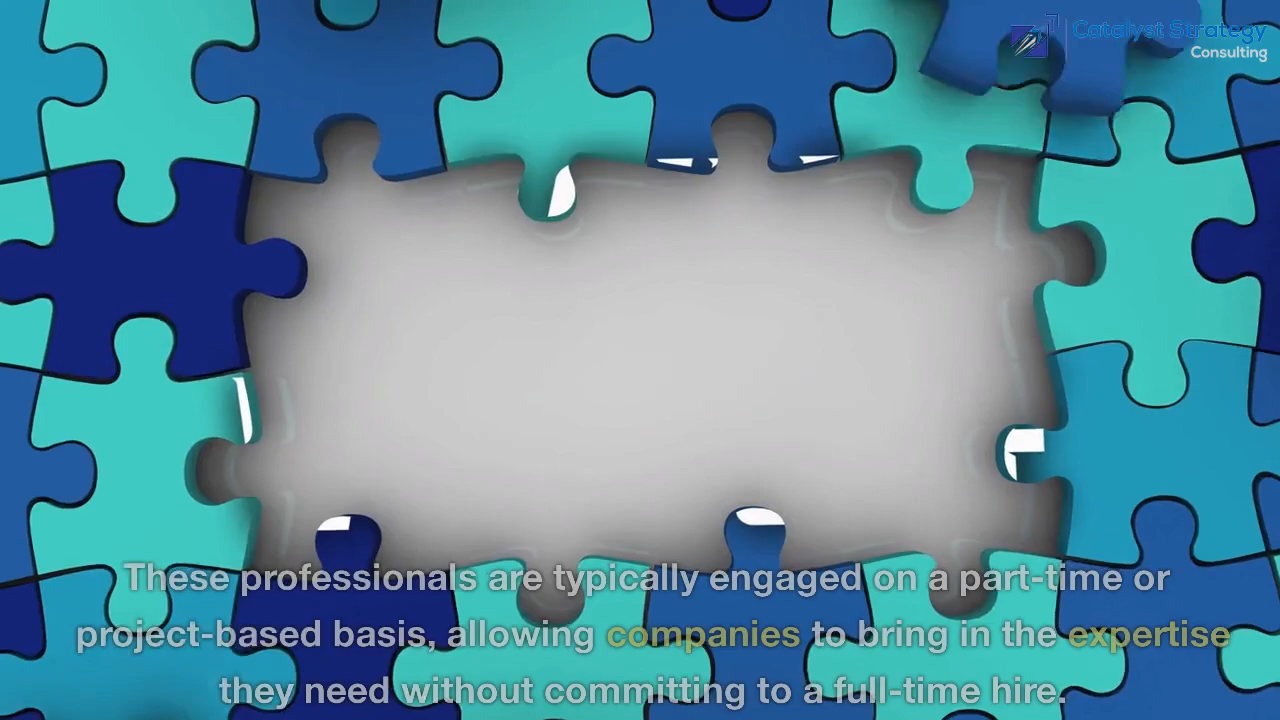 Catalyst Strategy
Consulting
These professionals are typically engaged on a part-time or
project-based basis, allowing companies to bring in the expertise
they need without committing to a full-time hire.